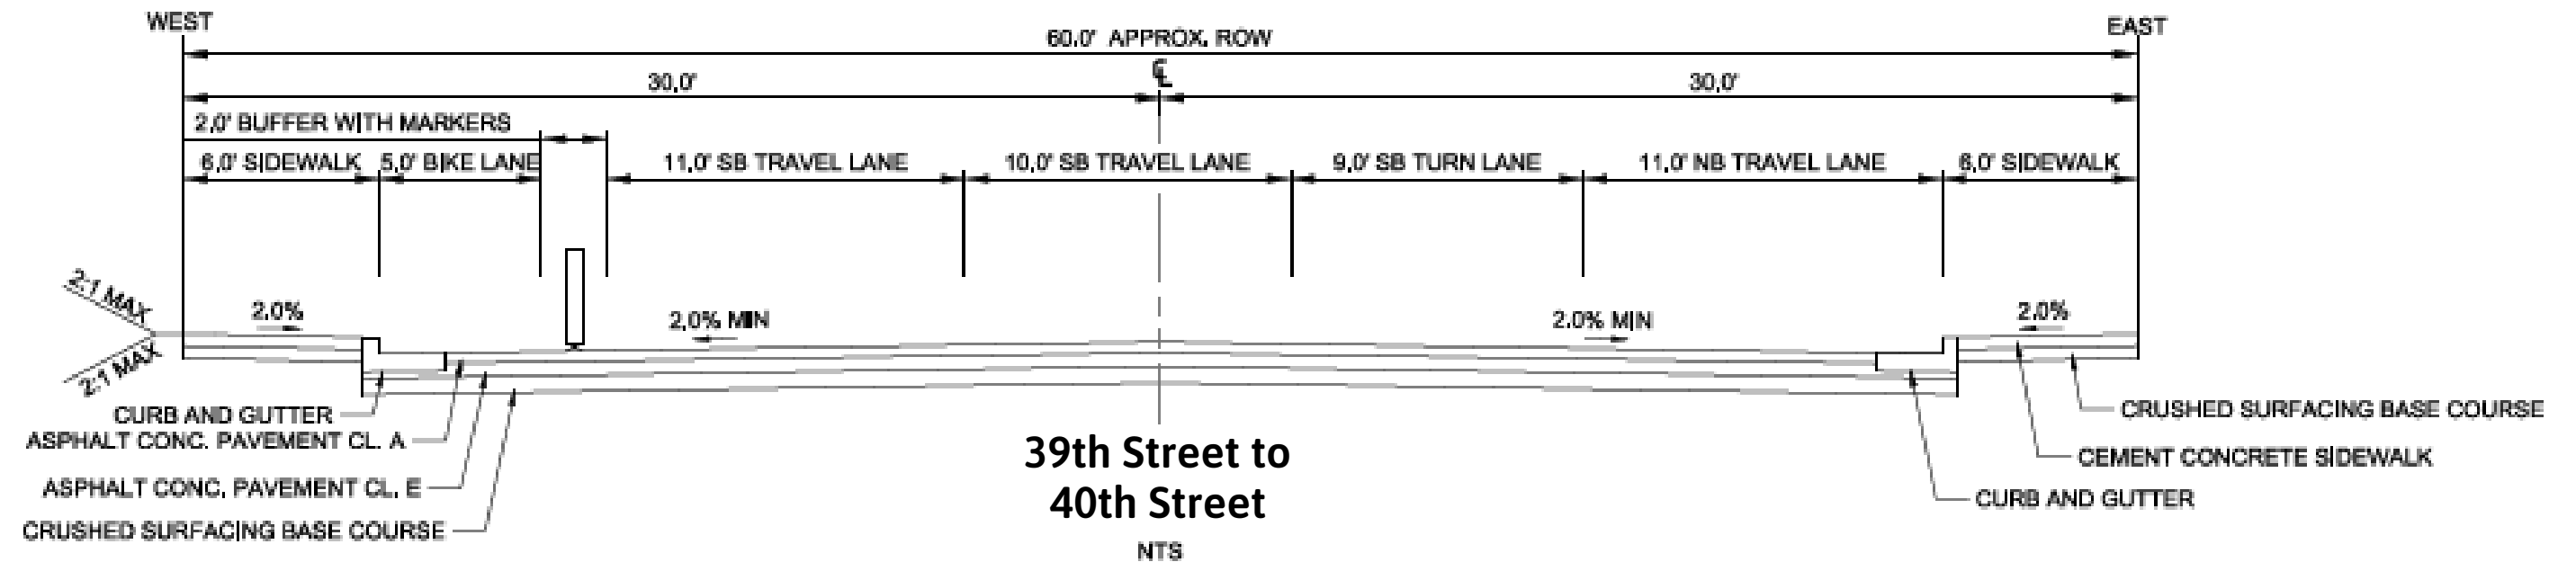 WEST
EAST
60.0' APPROX. ROW
℄
30.0'
30.0'
2.0' BUFFER WITH MARKERS
6.0' SIDEWALK
5.0' BIKE LANE
11.0' SB TRAVEL LANE
10.0' SB TRAVEL LANE
9.0' SB TURN LANE
11.0' NB TRAVEL LANE
6.0' SIDEWALK
2:1 MAX
2:1 MAX
2.0%
2.0% MIN
2.0% MIN
2.0%
CURB AND GUTTER
ASPHALT CONC. PAVEMENT CL. A
ASPHALT CONC. PAVEMENT CL. E
CRUSHED SURFACING BASE COURSE
39th Street to
40th Street
NTS
CRUSHED SURFACING BASE COURSE
CEMENT CONCRETE SIDEWALK
CURB AND GUTTER